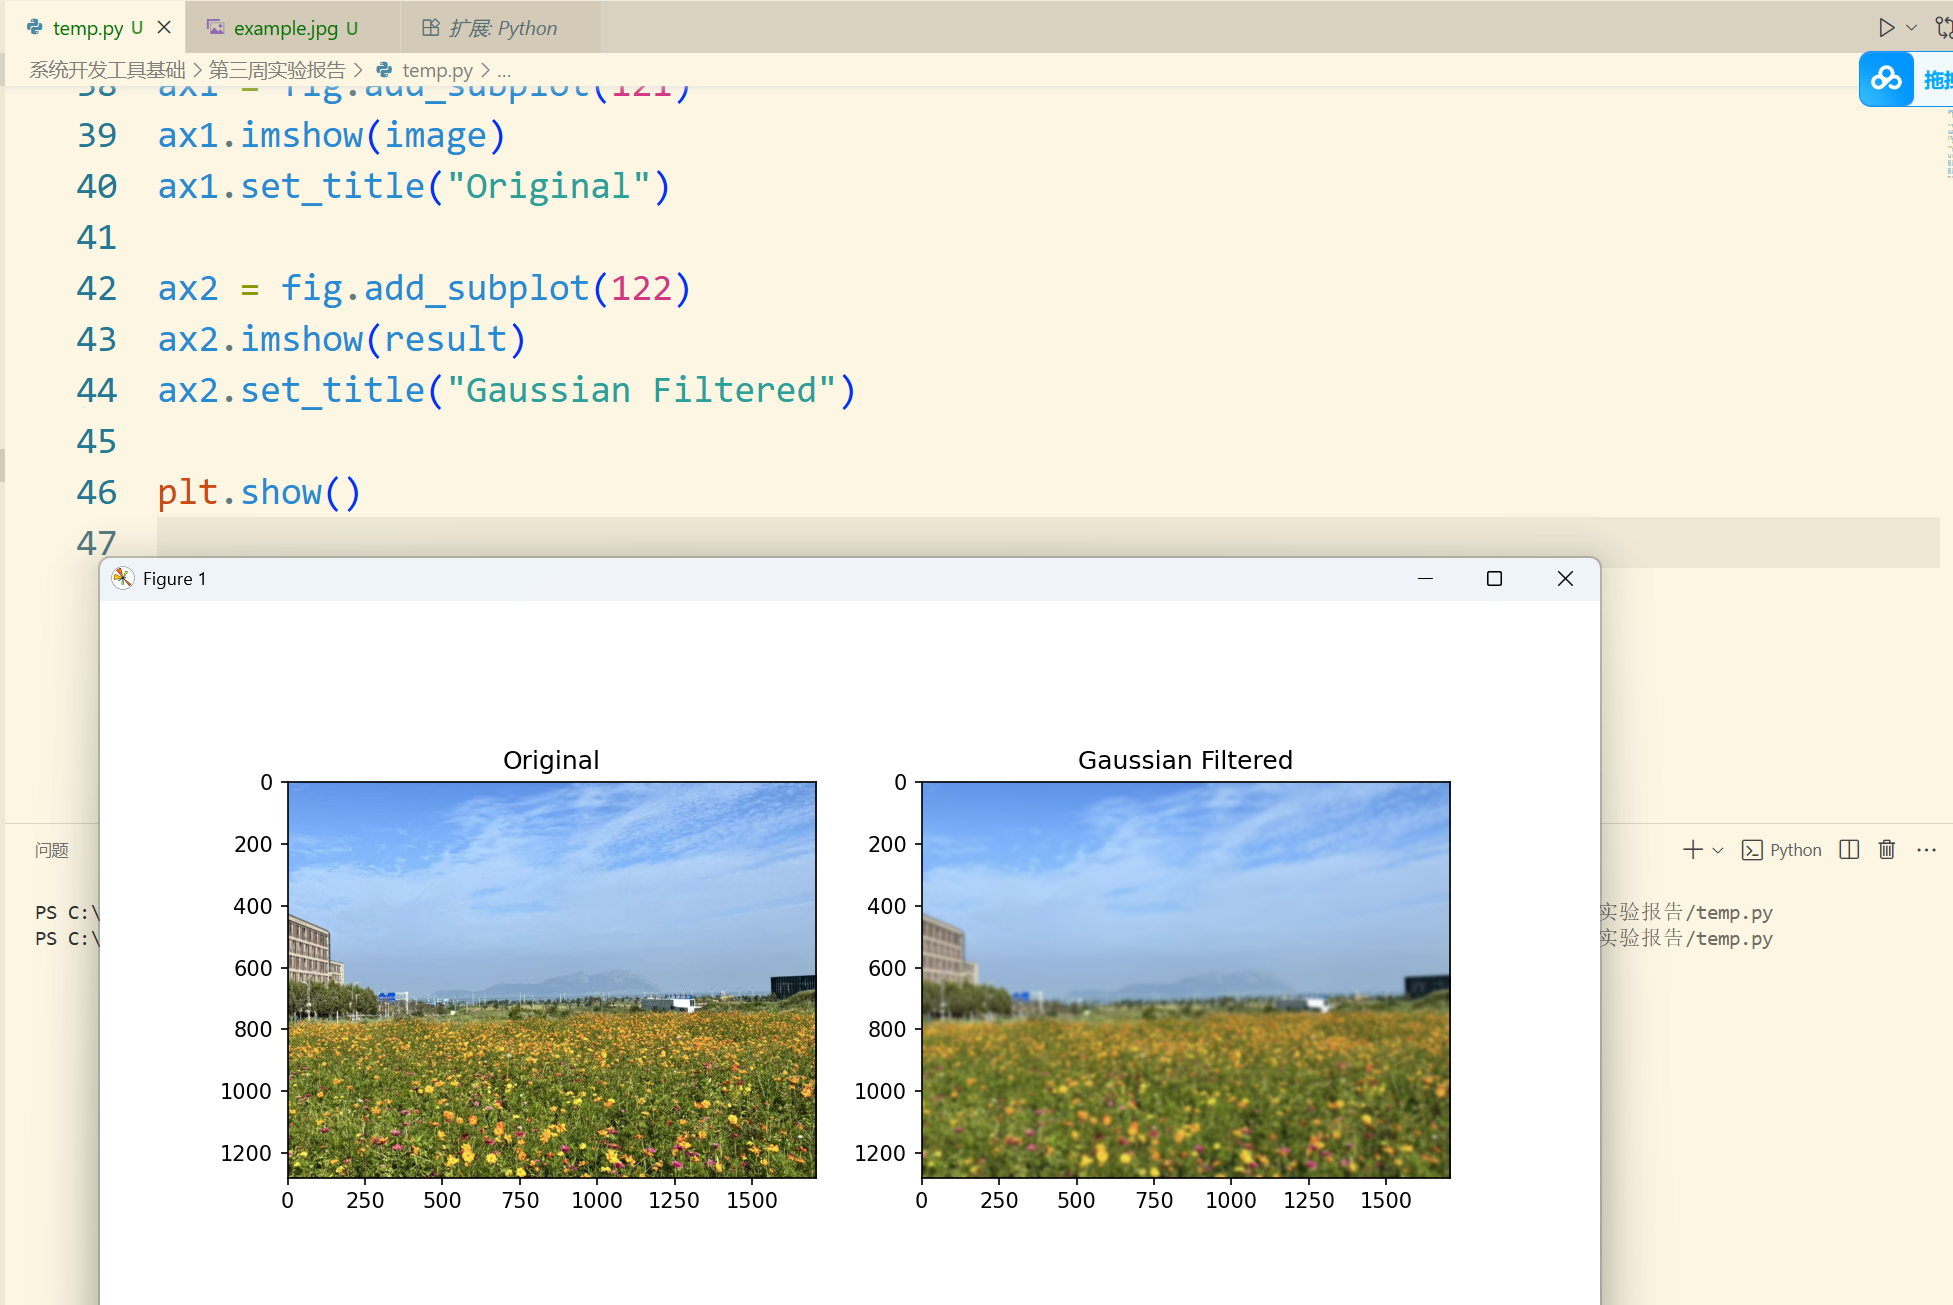 temp.py U
example.jpg U
扩展: Python
系统开发工具基础 > 第三周实验报告 > temp.py > ...
拖拽
38 ax1 = fig.add_subplot(121)
39 ax1.imshow(image)
40 ax1.set_title("Original")
41
42 ax2 = fig.add_subplot(122)
43 ax2.imshow(result)
44 ax2.set_title("Gaussian Filtered")
45
46 plt.show()
47
Figure 1
Original
0
200
400
600
800
1000
1200
0 250 500 750 1000 1250 1500
Gaussian Filtered
0
200
400
600
800
1000
1200
0 250 500 750 1000 1250 1500
问题
Python
PS C:\
实验报告/temp.py
PS C:\
实验报告/temp.py